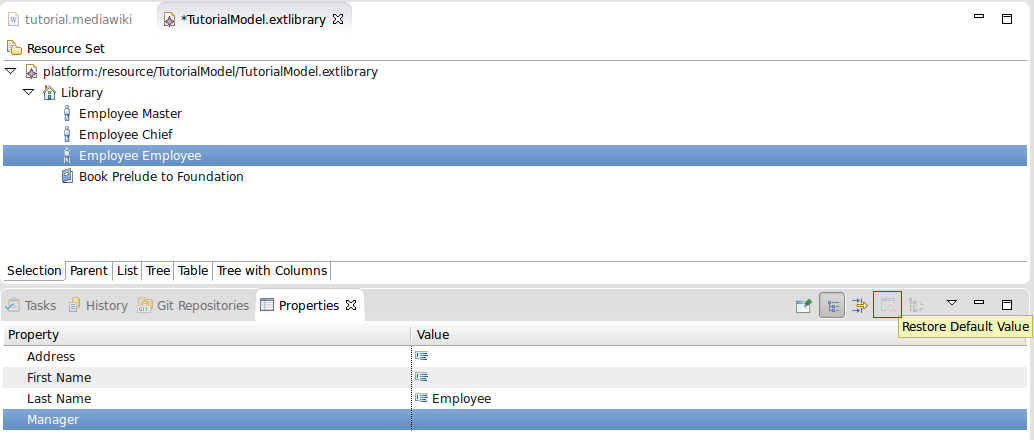 tutorial.mediawiki *TutorialModel.extlibrary
Resource Set
platform:/resource/TutorialModel/TutorialModel.extlibrary
Library
Employee Master
Employee Chief
Employee Employee
Book Prelude to Foundation
Selection Parent List Tree Table Tree with Columns
Tasks History Git Repositories Properties
Restore Default Value
Property Value
Address
First Name
Last Name Employee
Manager